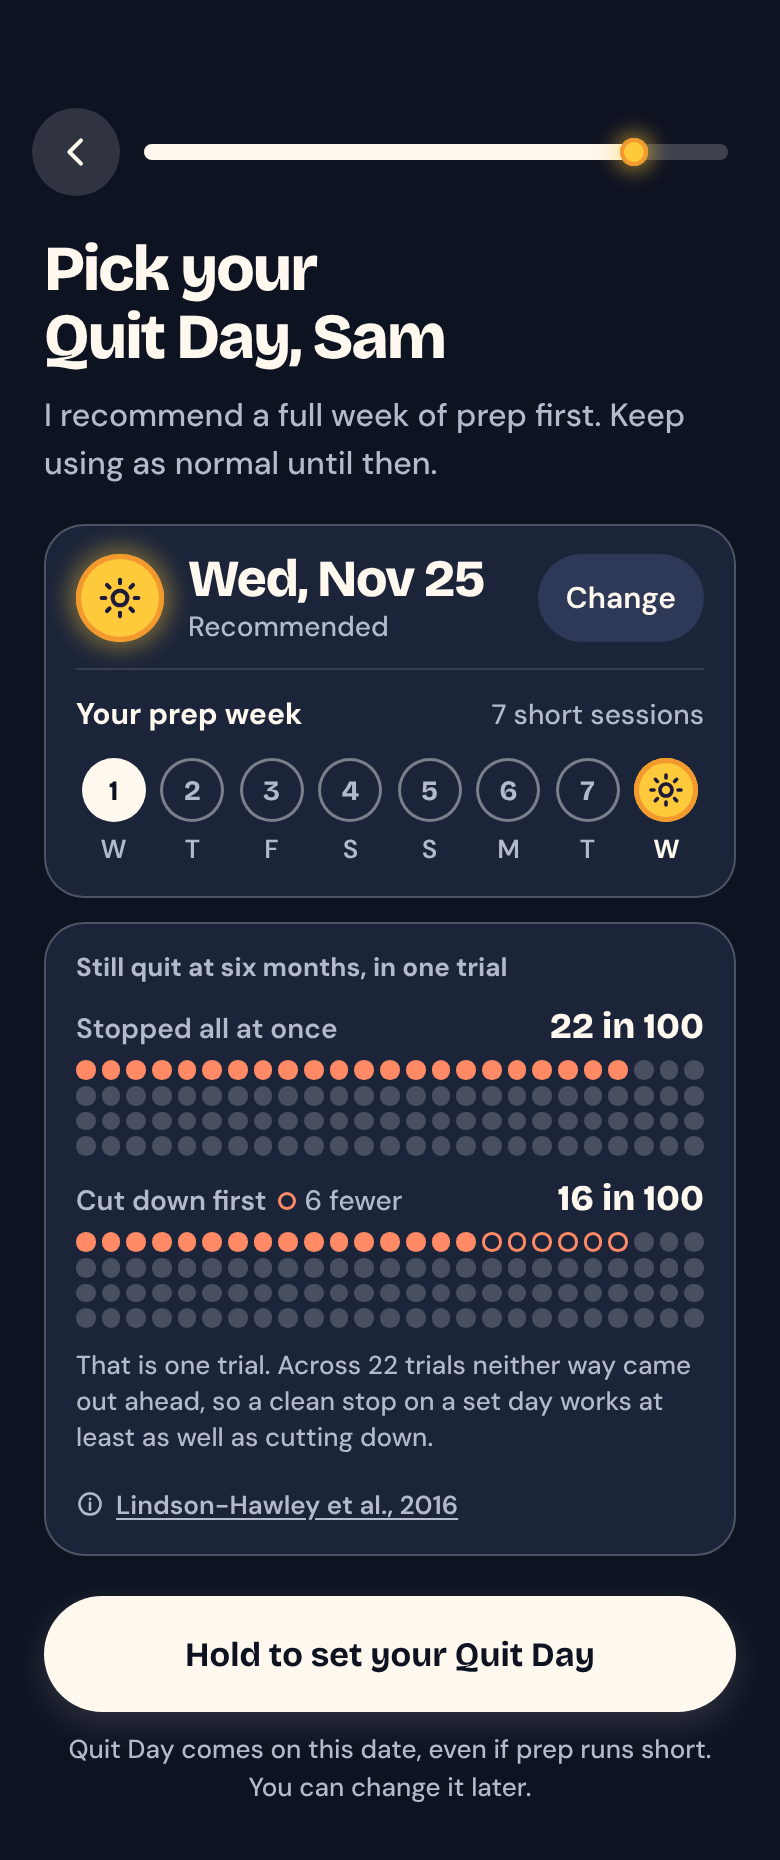 Pick your
Quit Day, Sam
I recommend a full week of prep first. Keep
using as normal until then.
Wed, Nov 25
Recommended
Change
Your prep week
7 short sessions
1 2 3 4 5 6 7
W T F S S M T W
Still quit at six months, in one trial
Stopped all at once
22 in 100
Cut down first 6 fewer
16 in 100
That is one trial. Across 22 trials neither way came
out ahead, so a clean stop on a set day works at
least as well as cutting down.
Lindson-Hawley et al., 2016
Hold to set your Quit Day
Quit Day comes on this date, even if prep runs short.
You can change it later.